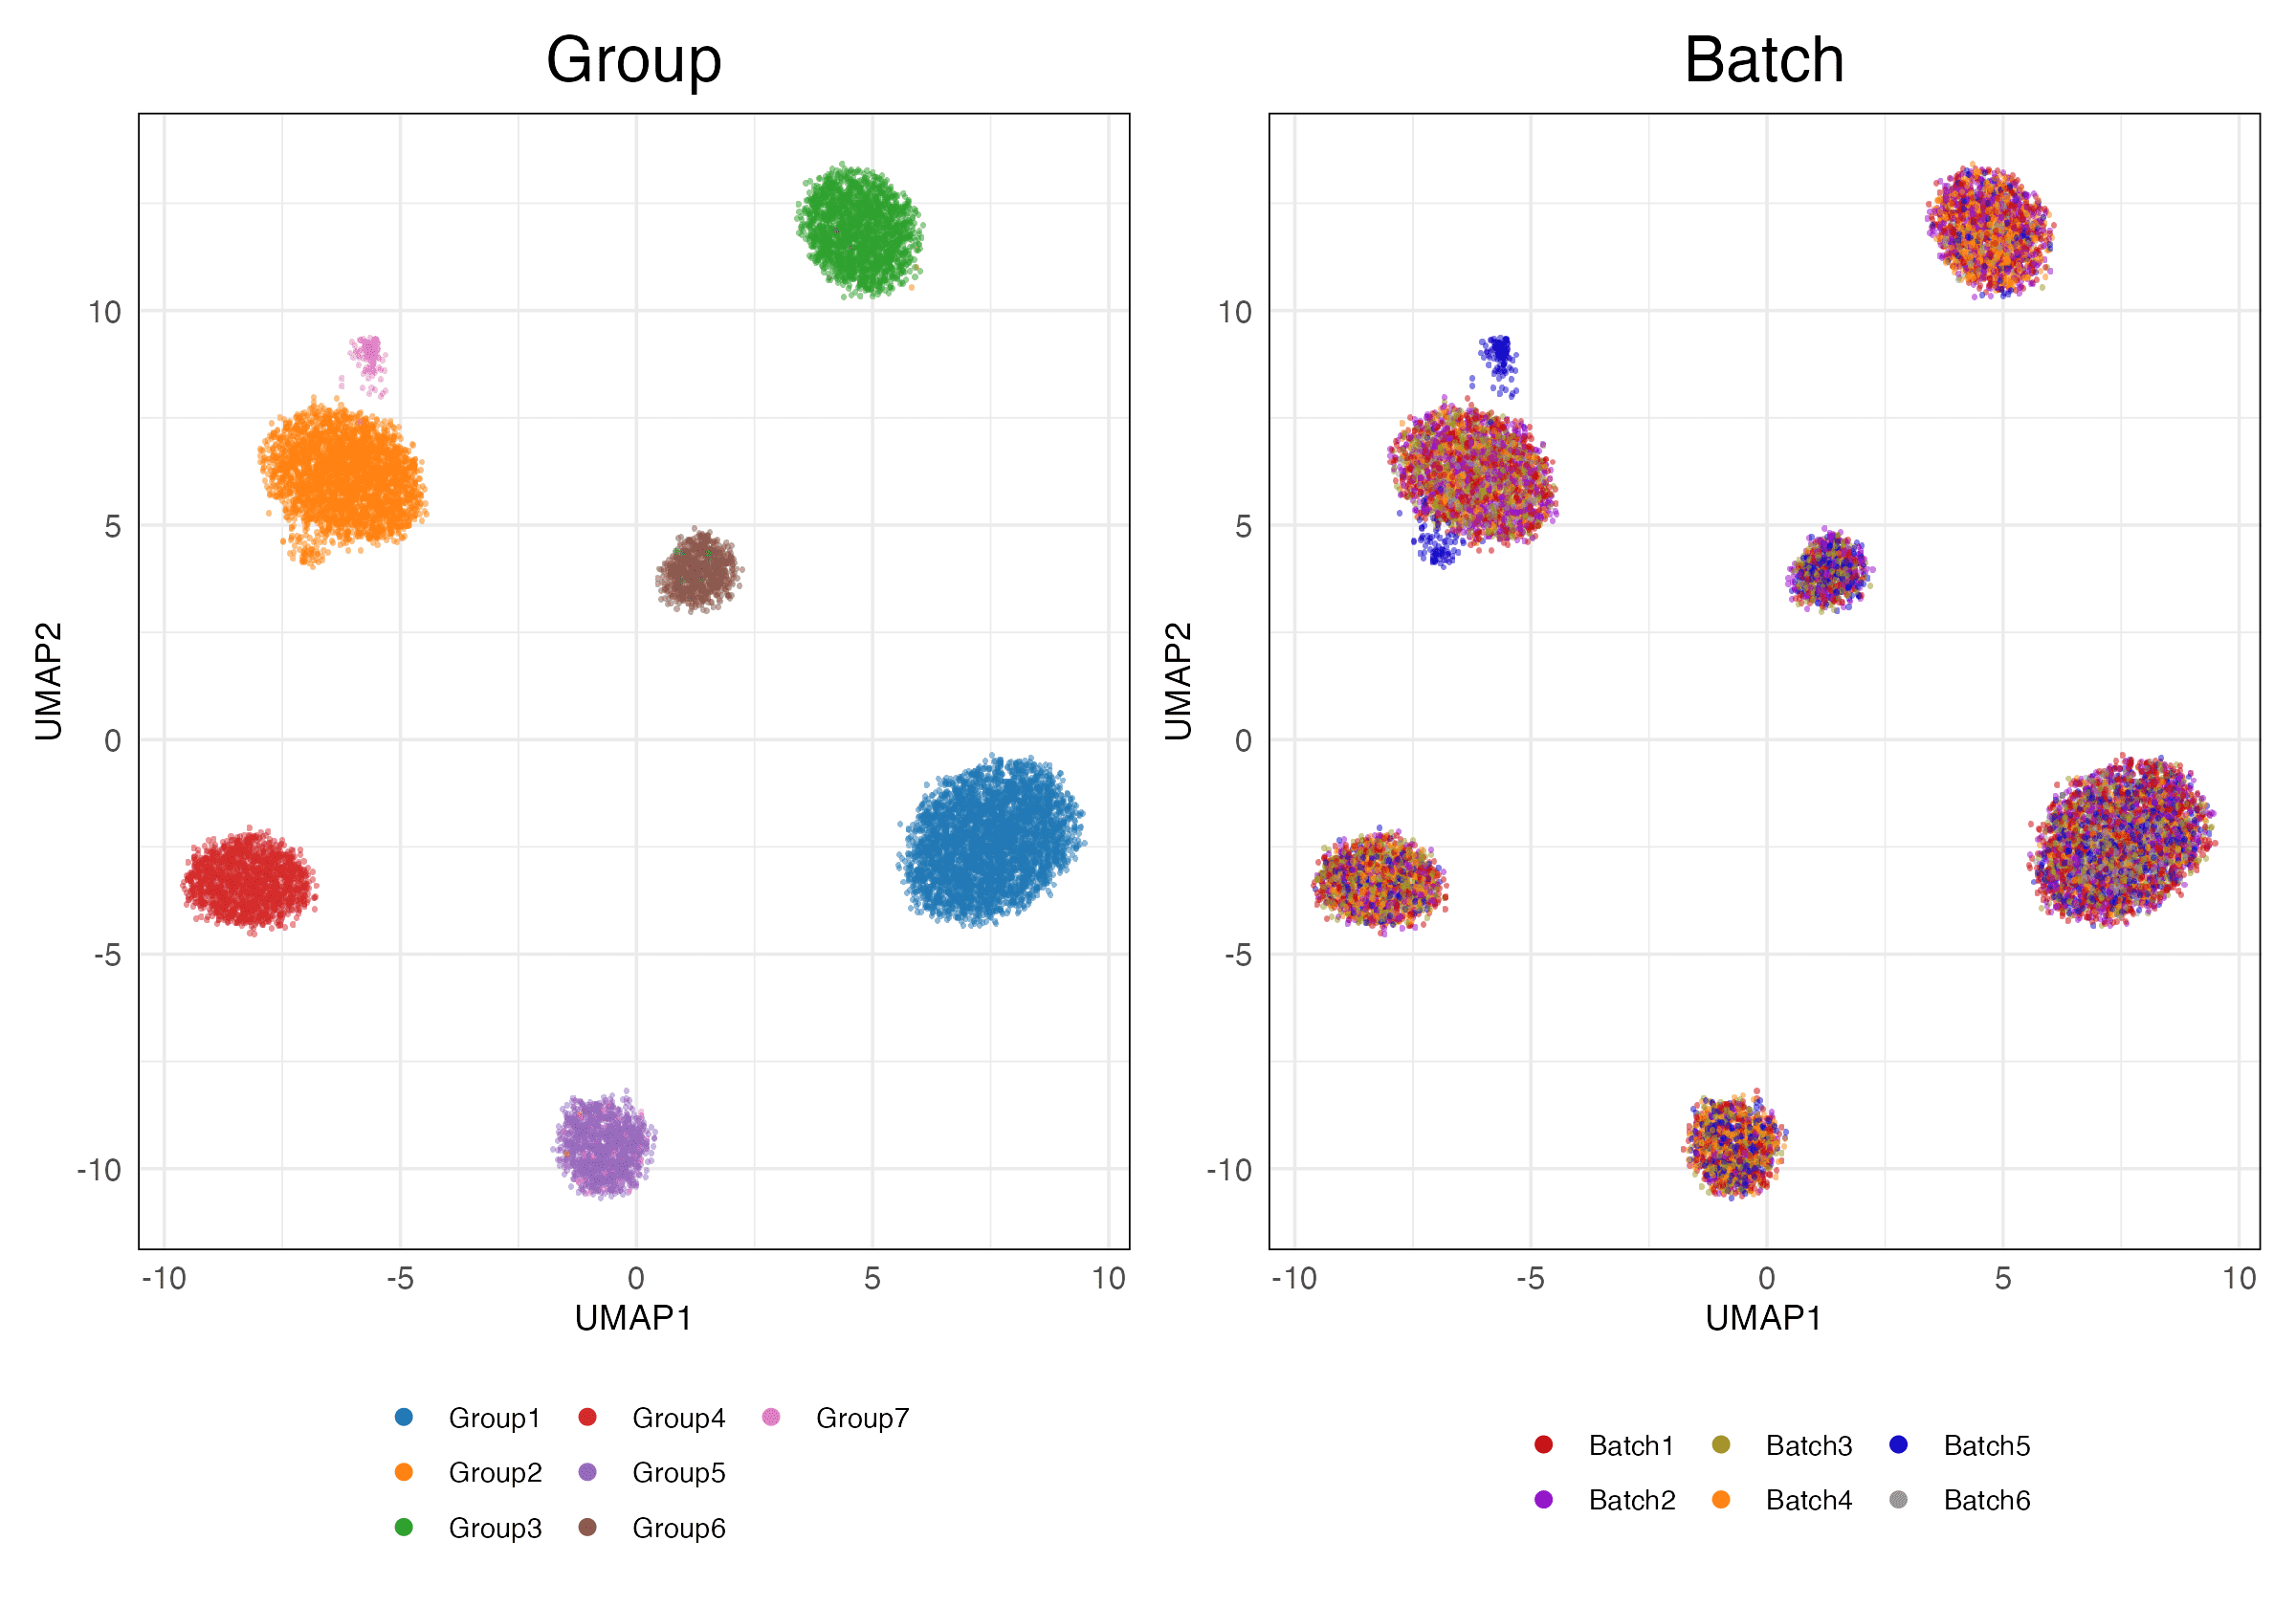 Group
Batch
10
5
0
-5
-10
UMAP2
-10 -5 0 5 10
UMAP1
10
5
0
-5
-10
UMAP2
-10 -5 0 5 10
UMAP1
Group1 Group4 Group7
Group2 Group5
Group3 Group6
Batch1 Batch3 Batch5
Batch2 Batch4 Batch6